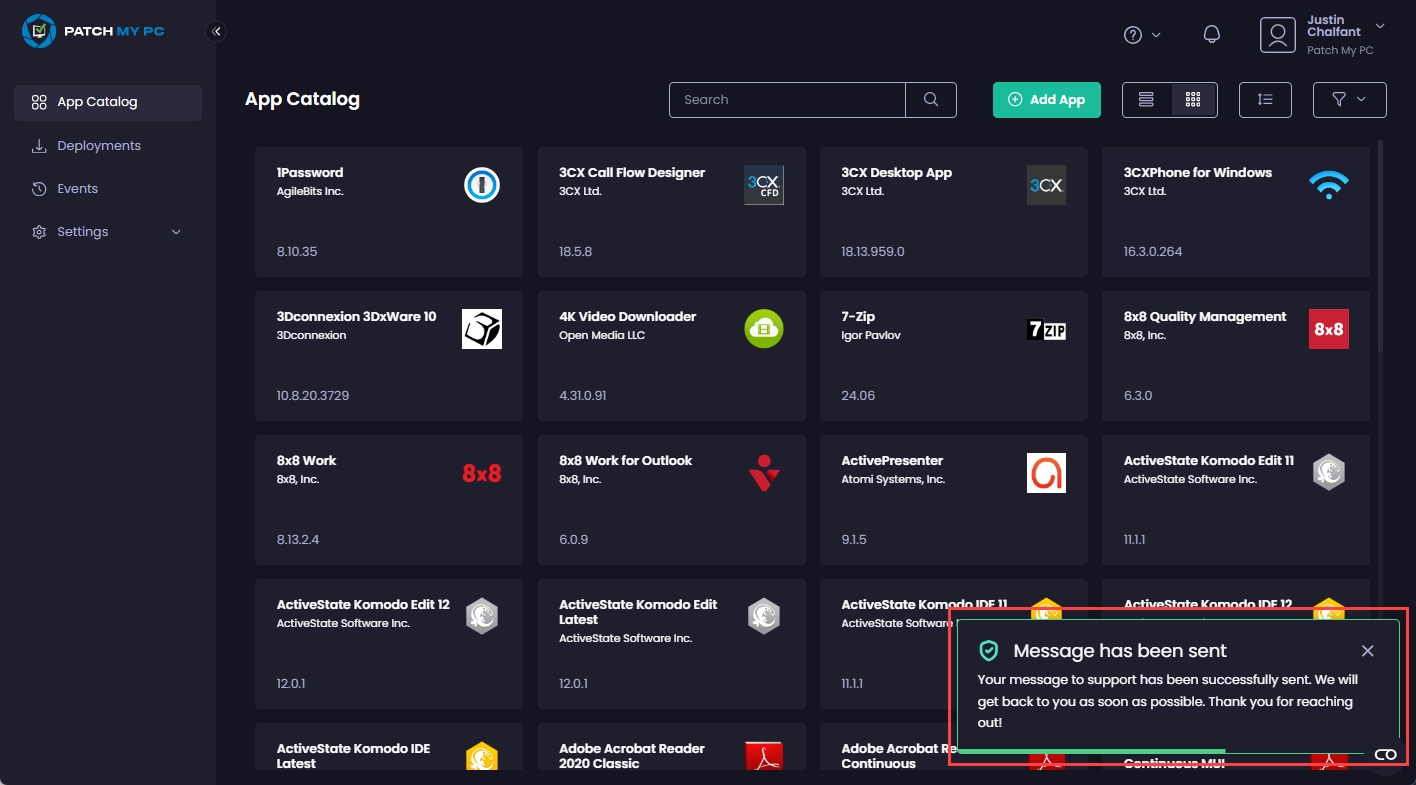 PATCH MY PC
Justin
Chalfant
Patch My PC
App Catalog
Deployments
Events
Settings
App Catalog
Search
Add App
1Password
AgileBits Inc.
8.10.35
3CX Call Flow Designer
3CX Ltd.
3CX
CFD
18.5.8
3CX Desktop App
3CX Ltd.
3CX
18.13.959.0
3CXPhone for Windows
3CX Ltd.
16.3.0.264
3Dconnexion 3DxWare 10
3Dconnexion
10.8.20.3729
4K Video Downloader
Open Media LLC
4.31.0.91
7-Zip
Igor Pavlov
7ZIP
24.06
8x8 Quality Management
8x8, Inc.
8x8
6.3.0
8x8 Work
8x8, Inc.
8x8
8.13.2.4
8x8 Work for Outlook
8x8, Inc.
6.0.9
ActivePresenter
Atomi Systems, Inc.
9.1.5
ActiveState Komodo Edit 11
ActiveState Software Inc.
11.1.1
ActiveState Komodo Edit 12
ActiveState Software Inc.
12.0.1
ActiveState Komodo Edit
Latest
ActiveState Software Inc.
12.0.1
ActiveState Komodo IDE 11
ActiveState Software
11.1.1
ActiveState Komodo IDE 12
ActiveState Komodo IDE
Latest
Adobe Acrobat Reader
2020 Classic
Adobe Acrobat Re
Continuous
Continuous MUI
Message has been sent
Your message to support has been successfully sent. We will
get back to you as soon as possible. Thank you for reaching
out!